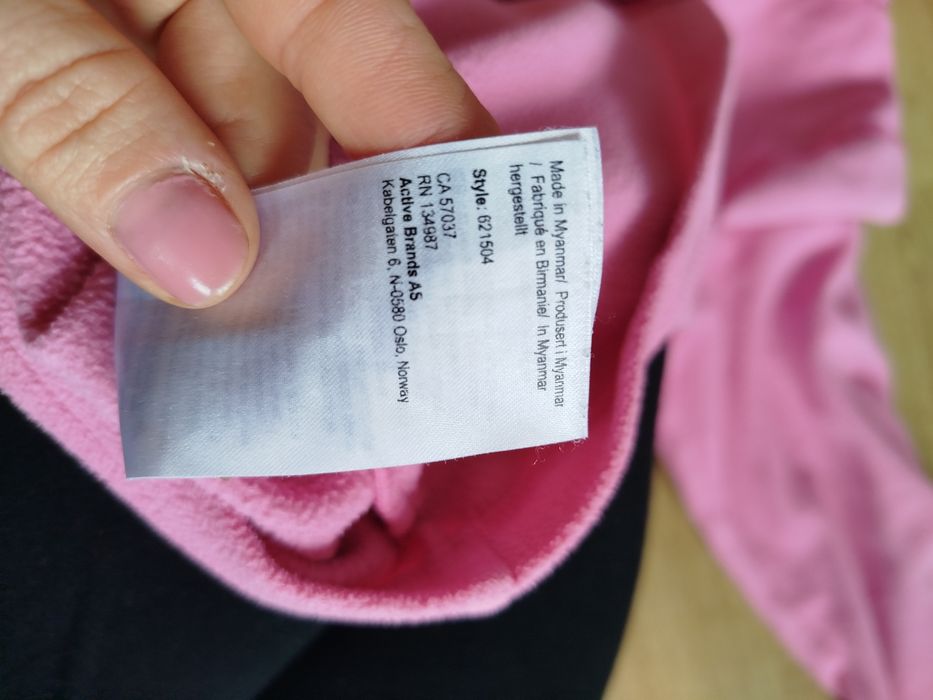 Made in Myanmar/ Produsert i Myanmar
/ Fabriqué en Birmanie/ In Myanmar
hergestellt
Style: 621504
CA 57037
RN 134987
Active Brands AS
Kabelgaten 6, N-0580 Oslo, Norway